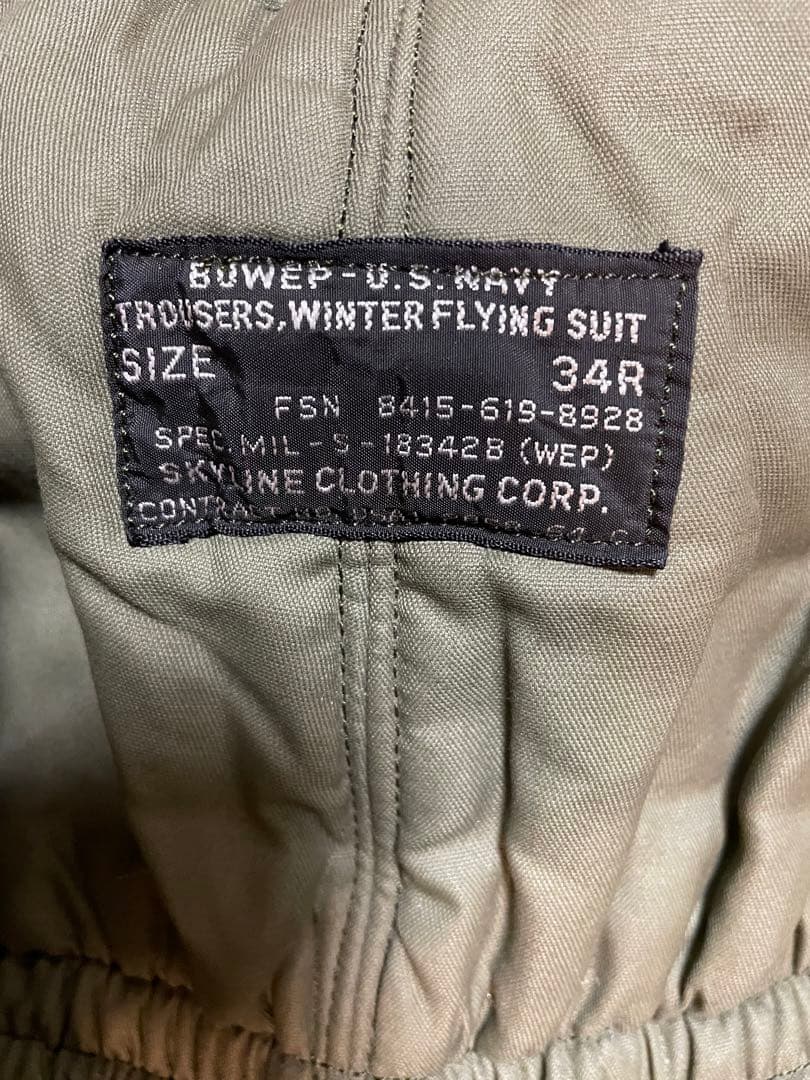 BUWEP-U.S. NAVY
TROUSERS, WINTER FLYING SUIT
SIZE 34R
FSN 8415-619-8928
SPEC MIL-S-18342B (WEP)
SKYLINE CLOTHING CORP.
CONTRACT